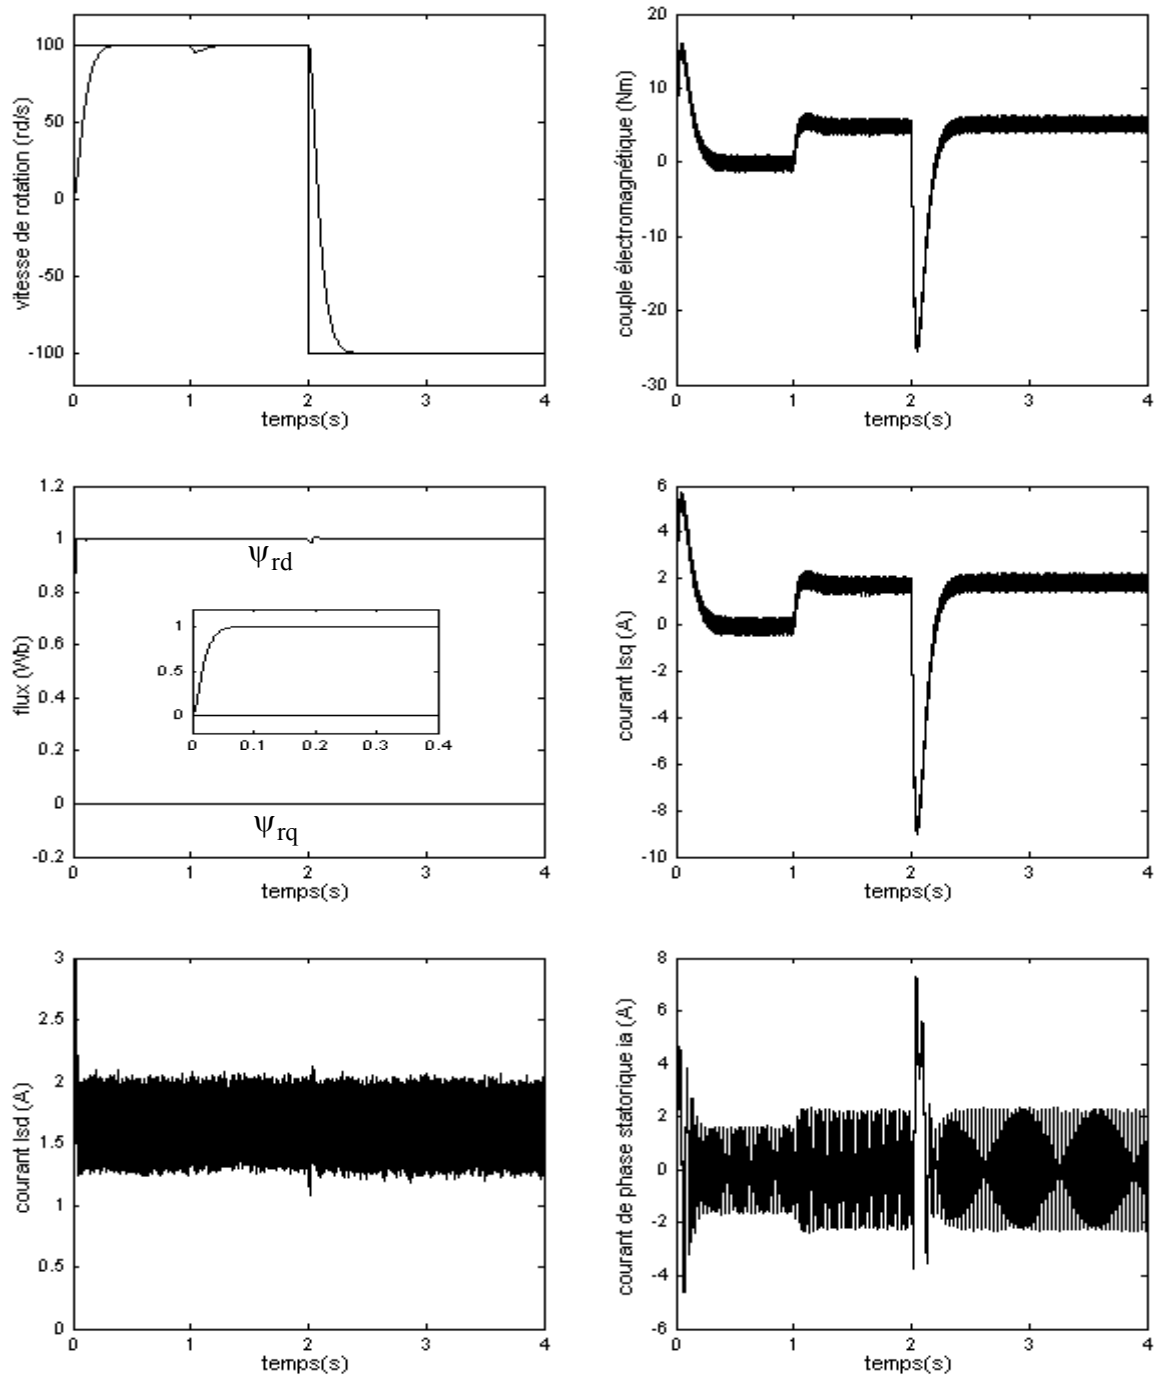 vitesse de rotation (rd/s)
100
50
0
-50
-100
0 1 2 3 4
temps(s)
couple électromagnétique (Nm)
20
10
0
-10
-20
-30
0 1 2 3 4
temps(s)
flux (Wb)
1.2
1
0.8
0.6
0.4
0.2
0
-0.2
ψrd
1
0.5
0
0 0.1 0.2 0.3 0.4
ψrq
0 1 2 3 4
temps(s)
courant Isq (A)
6
4
2
0
-2
-4
-6
-8
-10
0 1 2 3 4
temps(s)
courant Isd (A)
3
2.5
2
1.5
1
0.5
0
0 1 2 3 4
temps(s)
courant de phase statorique ia (A)
8
6
4
2
0
-2
-4
-6
0 1 2 3 4
temps(s)